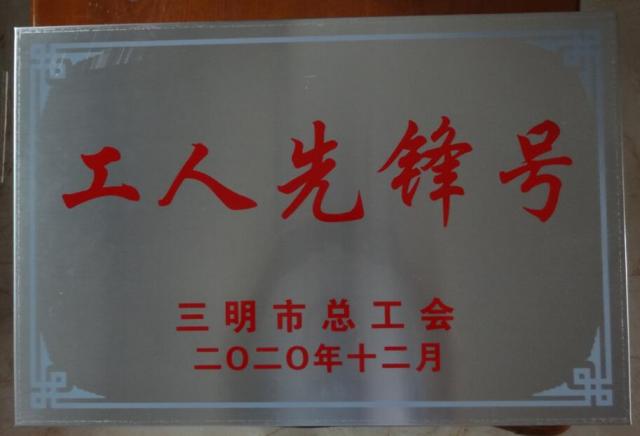 工人先锋号
三明市总工会
二〇二〇年十二月